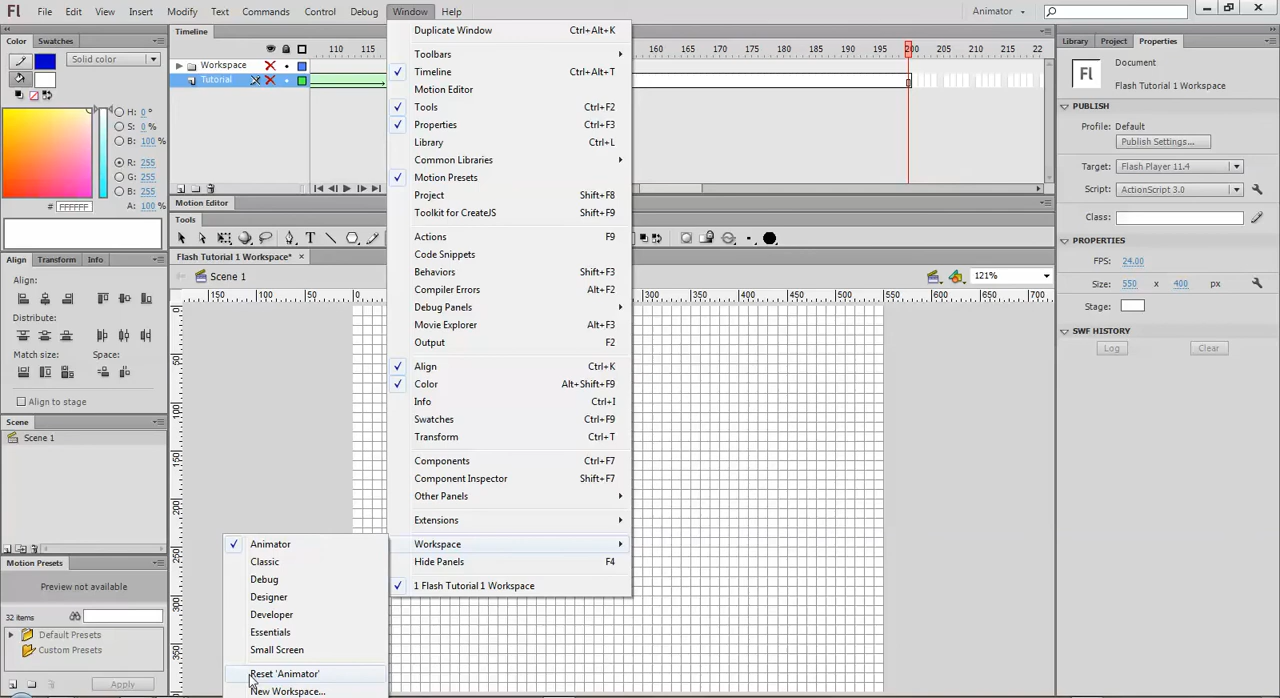 Fl File Edit View Insert Modify Text Commands Control Debug Window Help Animator
Color Swatches
Solid color
H: 0 °
S: 0 %
B: 100 %
R: 255
G: 255
B: 255
A: 100 %
# FFFFFF
Align Transform Info
Align:
Distribute:
Match size: Space:
Align to stage
Scene
Scene 1
Motion Presets
Preview not available
32 items
Default Presets
Custom Presets
Apply
Timeline
110 115 160 165 170 175 180 185 190 195 200 205 210 215 22
Workspace
Tutorial
Motion Editor
Tools
Flash Tutorial 1 Workspace* ×
Scene 1
121%
150 100 50 0 300 350 400 450 500 550 600 650 700
0
50
100
150
200
250
300
350
Duplicate Window Ctrl+Alt+K
Toolbars
Timeline Ctrl+Alt+T
Motion Editor
Tools Ctrl+F2
Properties Ctrl+F3
Library Ctrl+L
Common Libraries
Motion Presets
Project Shift+F8
Toolkit for CreateJS Shift+F9
Actions F9
Code Snippets
Behaviors Shift+F3
Compiler Errors Alt+F2
Debug Panels
Movie Explorer Alt+F3
Output F2
Align Ctrl+K
Color Alt+Shift+F9
Info Ctrl+I
Swatches Ctrl+F9
Transform Ctrl+T
Components Ctrl+F7
Component Inspector Shift+F7
Other Panels
Extensions
Workspace
Hide Panels F4
1 Flash Tutorial 1 Workspace
Animator
Classic
Debug
Designer
Developer
Essentials
Small Screen
Reset 'Animator'
New Workspace...
Library Project Properties
Fl
Document
Flash Tutorial 1 Workspace
PUBLISH
Profile: Default
Publish Settings...
Target: Flash Player 11.4
Script: ActionScript 3.0
Class:
PROPERTIES
FPS: 24.00
Size: 550 x 400 px
Stage:
SWF HISTORY
Log Clear